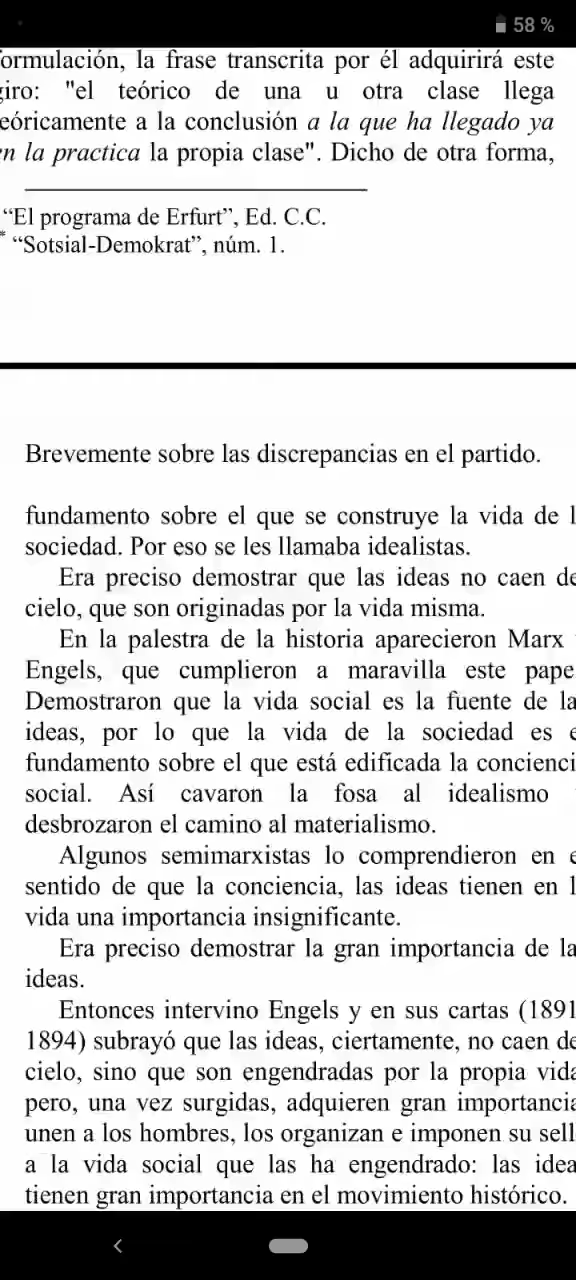 58 %
ormulación, la frase transcrita por él adquirirá este
giro: "el teórico de una u otra clase llega
eóricamente a la conclusión a la que ha llegado ya
en la practica la propia clase". Dicho de otra forma,
“El programa de Erfurt”, Ed. C.C.
* “Sotsial-Demokrat”, núm. 1.
Brevemente sobre las discrepancias en el partido.
fundamento sobre el que se construye la vida de l
sociedad. Por eso se les llamaba idealistas.
Era preciso demostrar que las ideas no caen de
cielo, que son originadas por la vida misma.
En la palestra de la historia aparecieron Marx
Engels, que cumplieron a maravilla este pape
Demostraron que la vida social es la fuente de la
ideas, por lo que la vida de la sociedad es e
fundamento sobre el que está edificada la concienci
social. Así cavaron la fosa al idealismo
desbrozaron el camino al materialismo.
Algunos semimarxistas lo comprendieron en e
sentido de que la conciencia, las ideas tienen en l
vida una importancia insignificante.
Era preciso demostrar la gran importancia de la
ideas.
Entonces intervino Engels y en sus cartas (1891
1894) subrayó que las ideas, ciertamente, no caen de
cielo, sino que son engendradas por la propia vida
pero, una vez surgidas, adquieren gran importancia
unen a los hombres, los organizan e imponen su sell
a la vida social que las ha engendrado: las idea
tienen gran importancia en el movimiento histórico.